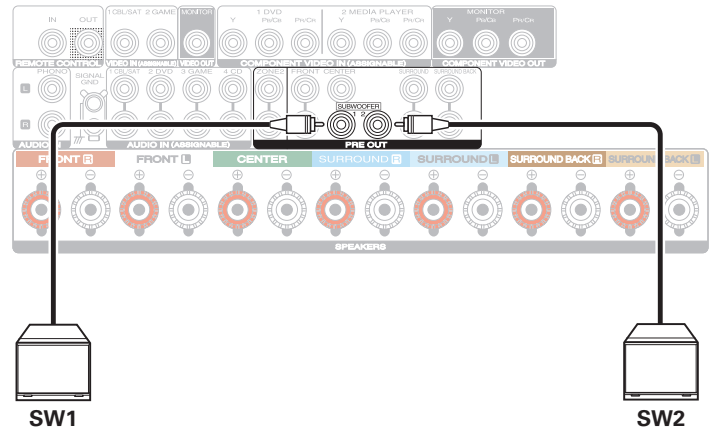 IN OUT
REMOTE CONTROL
1 CBL/SAT 2 GAME
VIDEO IN (ASSIGNABLE)
MONITOR
VIDEO OUT
1 DVD 2 MEDIA PLAYER
Y PB/CB PR/CR Y PB/CB PR/CR
COMPONENT VIDEO IN (ASSIGNABLE)
MONITOR
Y PB/CB PR/CR
COMPONENT VIDEO OUT
PHONO
L
R
AUDIO IN
SIGNAL
GND
1 CBL/SAT 2 DVD 3 GAME 4 CD
AUDIO IN (ASSIGNABLE)
ZONE2 FRONT CENTER SURROUND SURROUND BACK
SUBWOOFER
1 2
PRE OUT
FRONT R FRONT L CENTER SURROUND R SURROUND L SURROUND BACK R SURROUND BACK L
SPEAKERS
SW1 SW2